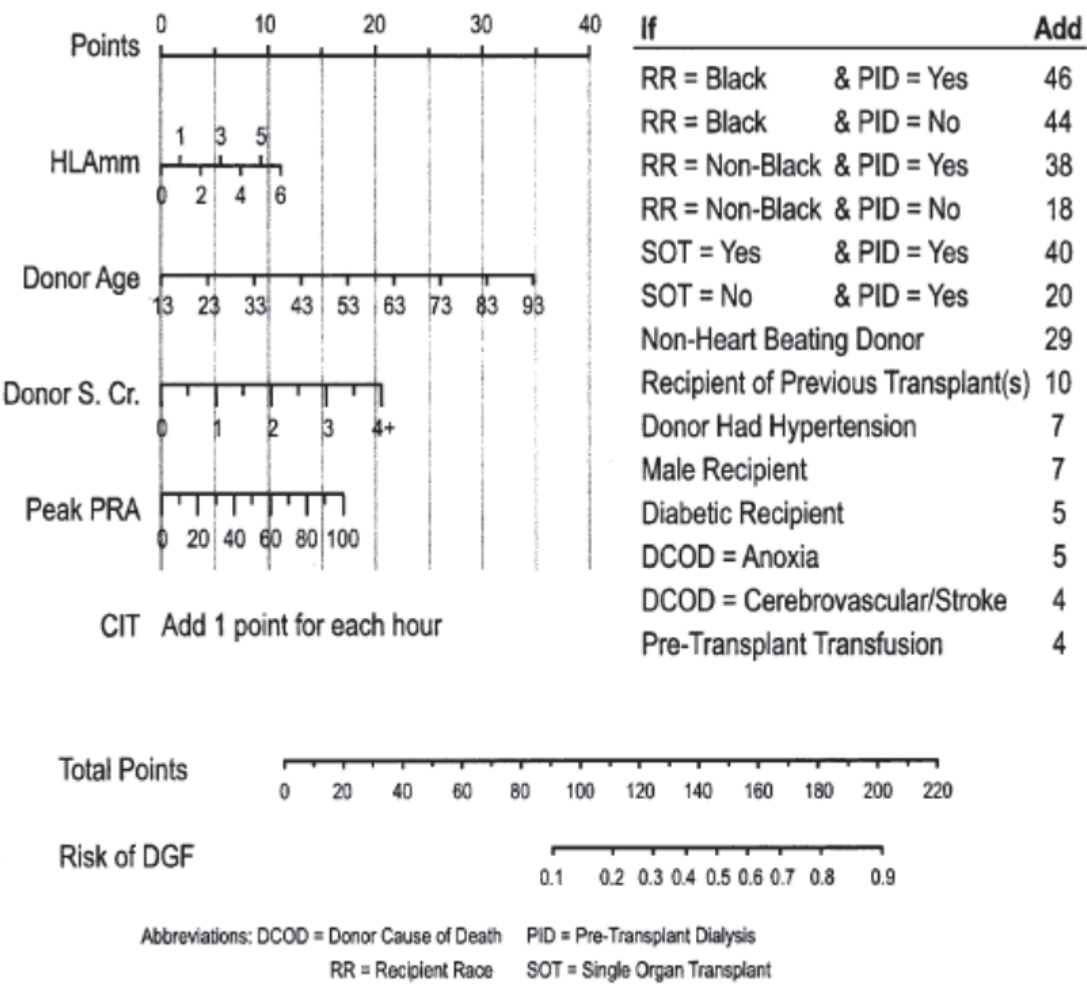 0 10 20 30 40
Points
1 3 5
HLAmm
0 2 4 6
Donor Age
13 23 33 43 53 63 73 83 93
Donor S. Cr.
0 1 2 3 4+
Peak PRA
0 20 40 60 80 100
CIT Add 1 point for each hour
If Add
RR = Black & PID = Yes 46
RR = Black & PID = No 44
RR = Non-Black & PID = Yes 38
RR = Non-Black & PID = No 18
SOT = Yes & PID = Yes 40
SOT = No & PID = Yes 20
Non-Heart Beating Donor 29
Recipient of Previous Transplant(s) 10
Donor Had Hypertension 7
Male Recipient 7
Diabetic Recipient 5
DCOD = Anoxia 5
DCOD = Cerebrovascular/Stroke 4
Pre-Transplant Transfusion 4
Total Points
0 20 40 60 80 100 120 140 160 180 200 220
Risk of DGF
0.1 0.2 0.3 0.4 0.5 0.6 0.7 0.8 0.9
Abbreviations: DCOD = Donor Cause of Death PID = Pre-Transplant Dialysis
RR = Recipient Race SOT = Single Organ Transplant